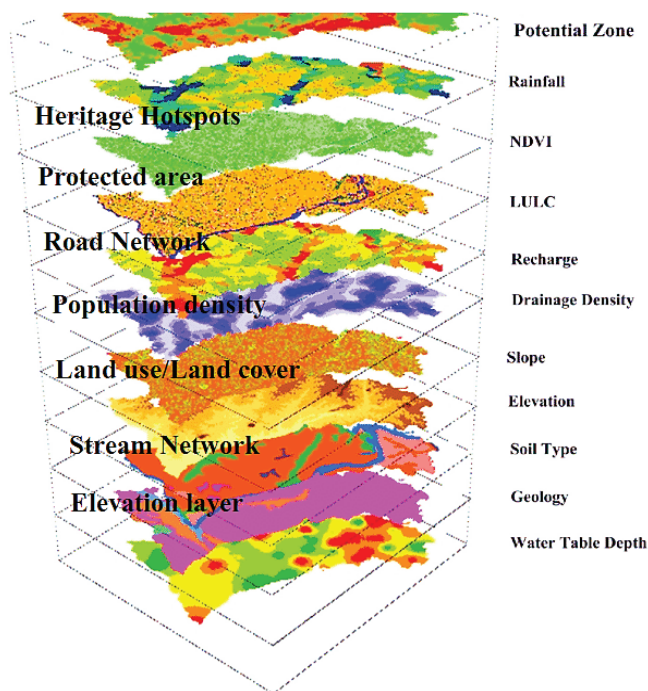 Potential Zone
Rainfall
Heritage Hotspots
NDVI
Protected area
LULC
Road Network
Recharge
Population density
Drainage Density
Land use/Land cover
Slope
Elevation
Stream Network
Soil Type
Elevation layer
Geology
Water Table Depth